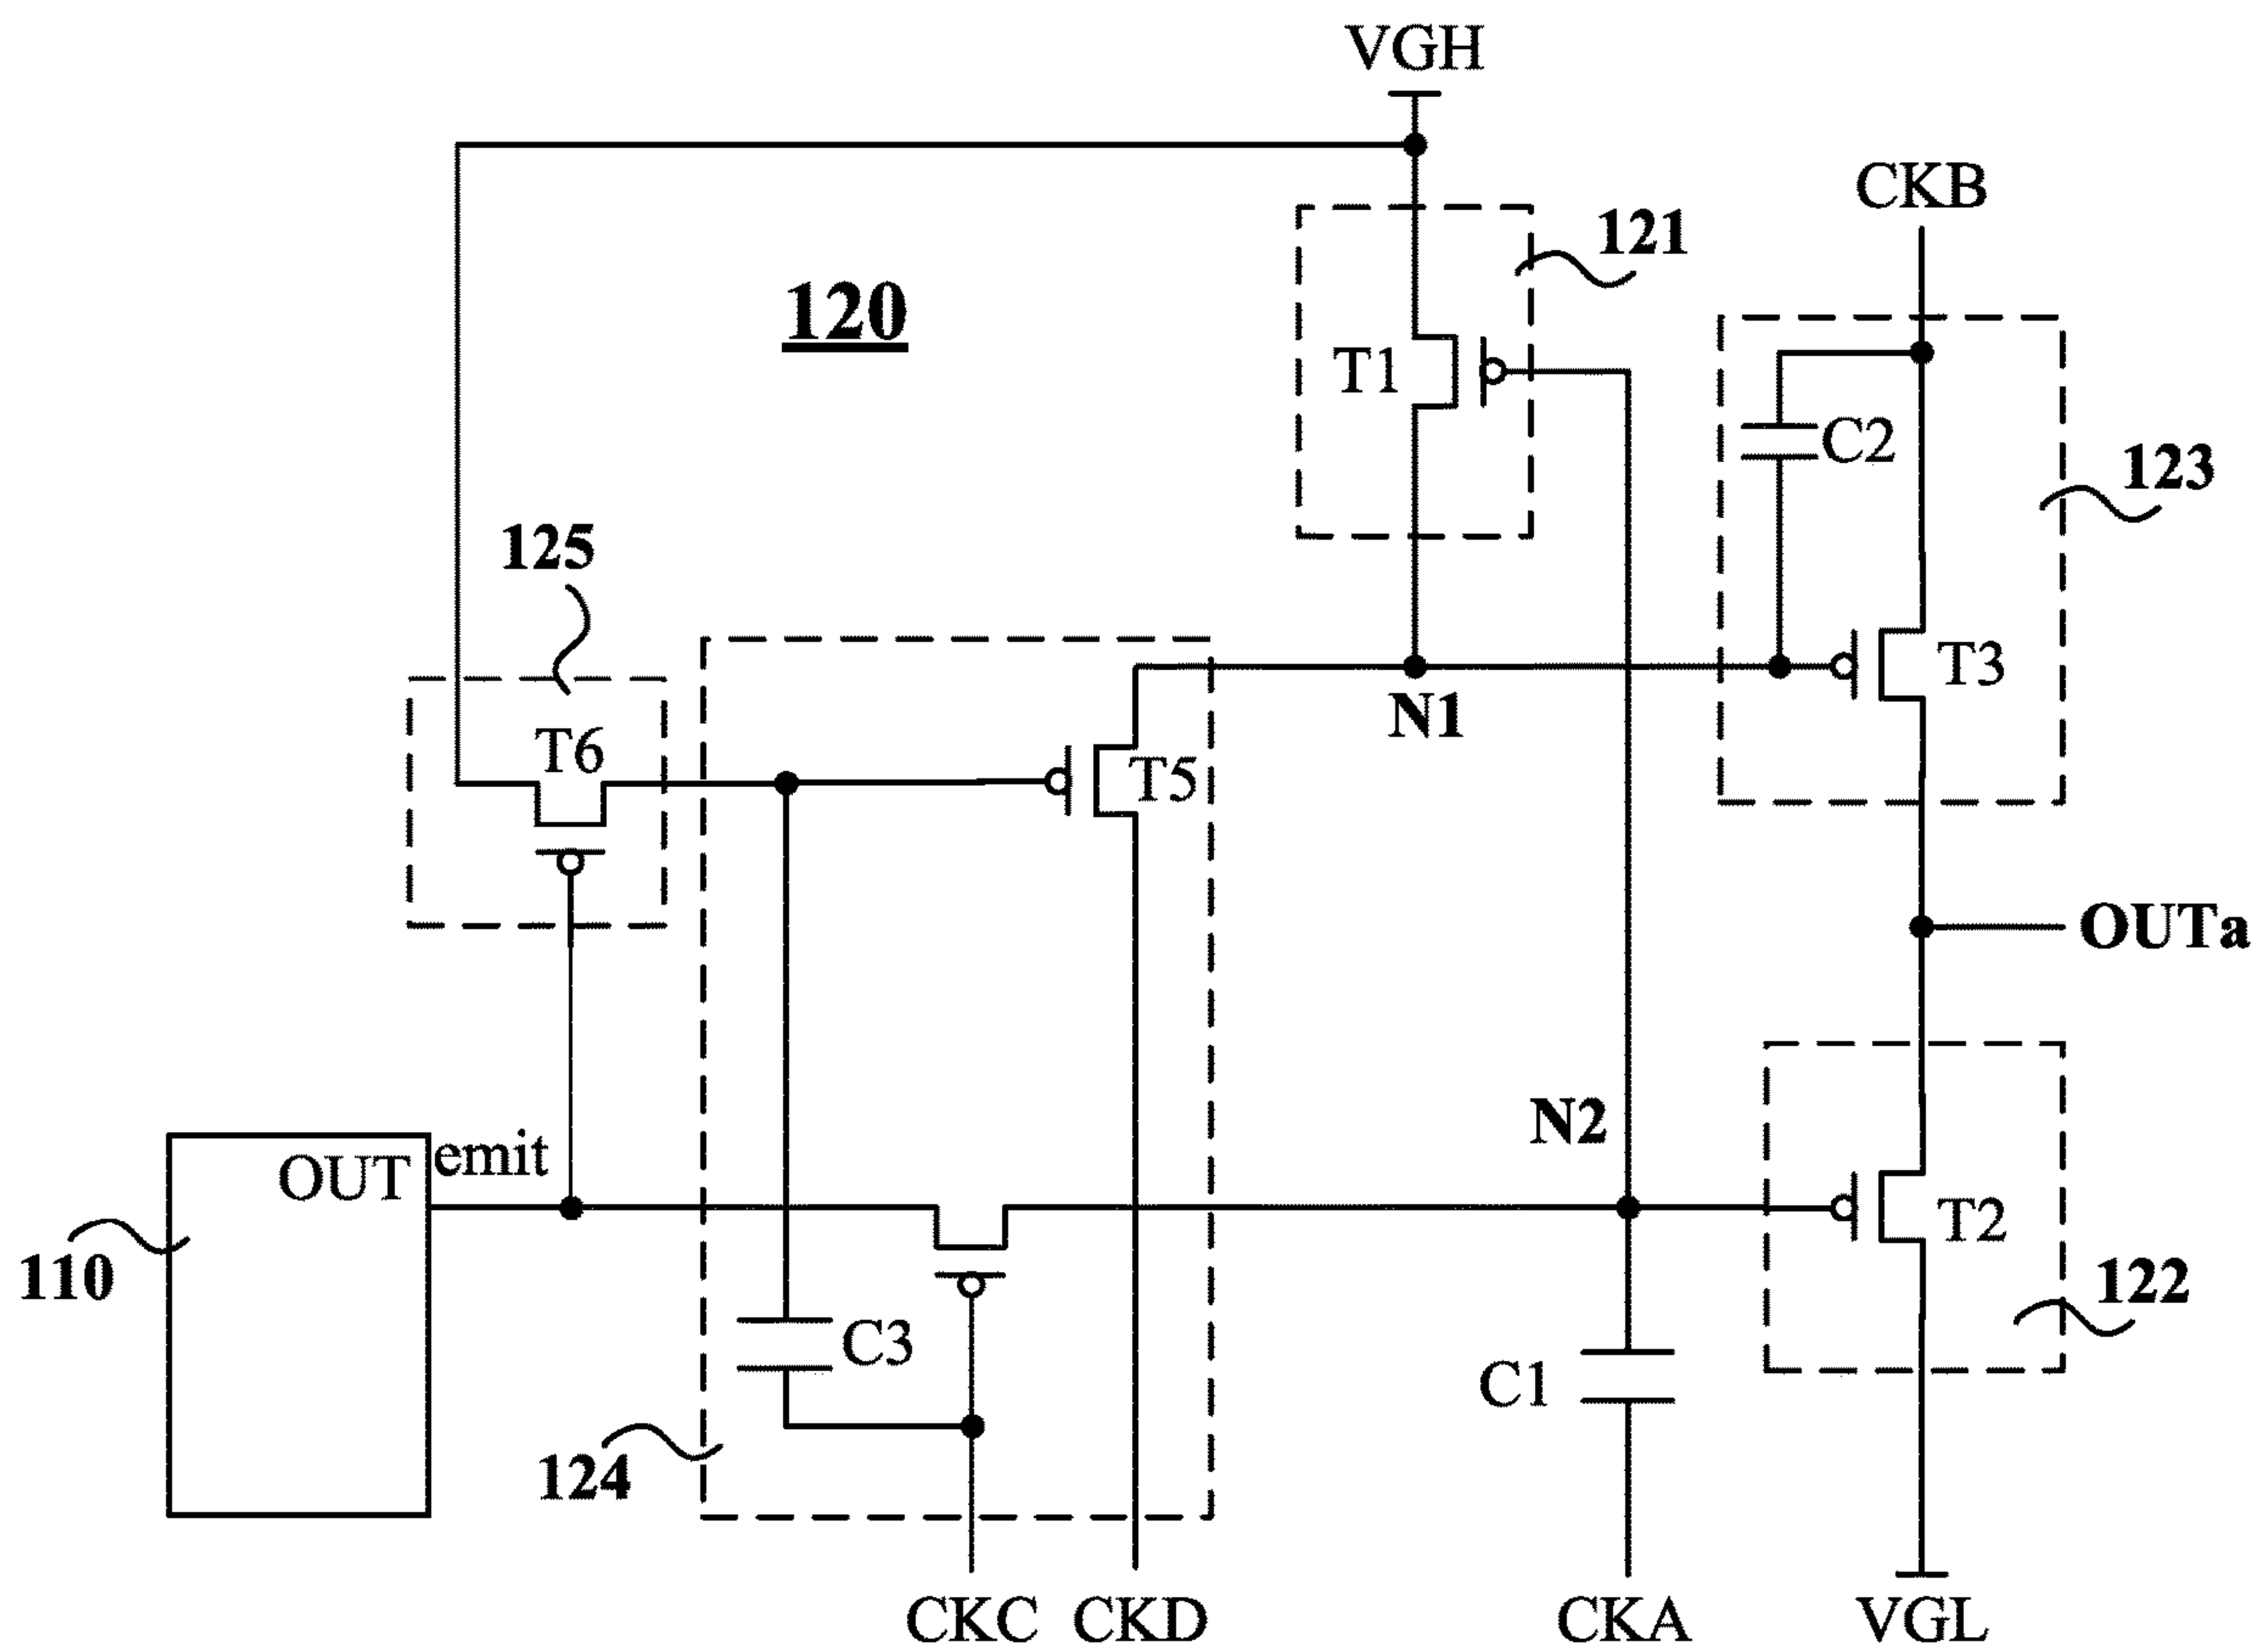 VGH
CKB
121
120
T1
C2
123
125
T3
N1
T6
T5
OUTa
N2
emit
OUT
T2
110
122
C3
C1
124
CKC
CKD
CKA
VGL